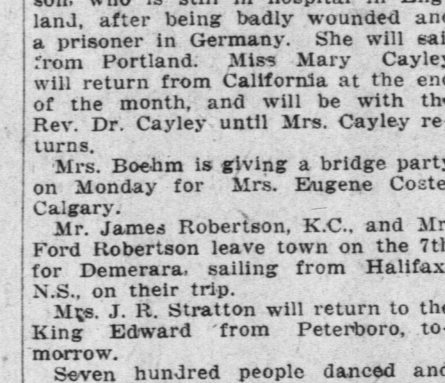 son, who is still in hospital in Eng
land, after being badly wounded and
a prisoner in Germany. She will sai
from Portland. Miss Mary Cayley
will return from California at the end
of the month, and will be with the
Rev. Dr. Cayley until Mrs. Cayley re
turns.
Mrs. Boehm is giving a bridge party
on Monday for Mrs. Eugene Coste
Calgary.
Mr. James Robertson, K.C., and Mr
Ford Robertson leave town on the 7th
for Demerara, sailing from Halifax
N.S., on their trip.
Mrs. J. R. Stratton will return to the
King Edward from Peterboro, to-
morrow.
Seven hundred people danced and